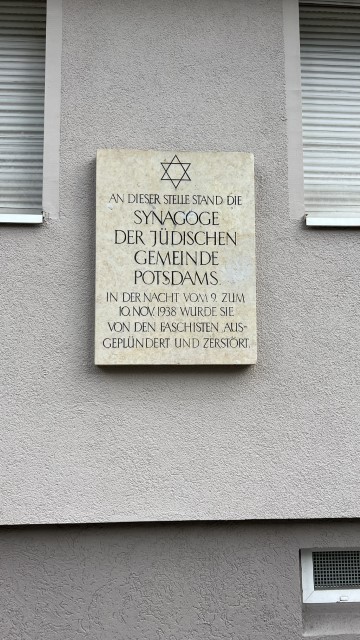 AN DIESER STELLE STAND DIE
SYNAGOGE
DER JÜDISCHEN
GEMEINDE
POTSDAMS.
IN DER NACHT VOM 9. ZUM
10. NOV. 1938 WURDE SIE
VON DEN FASCHISTEN AUS-
GEPLÜNDERT UND ZERSTÖRT.